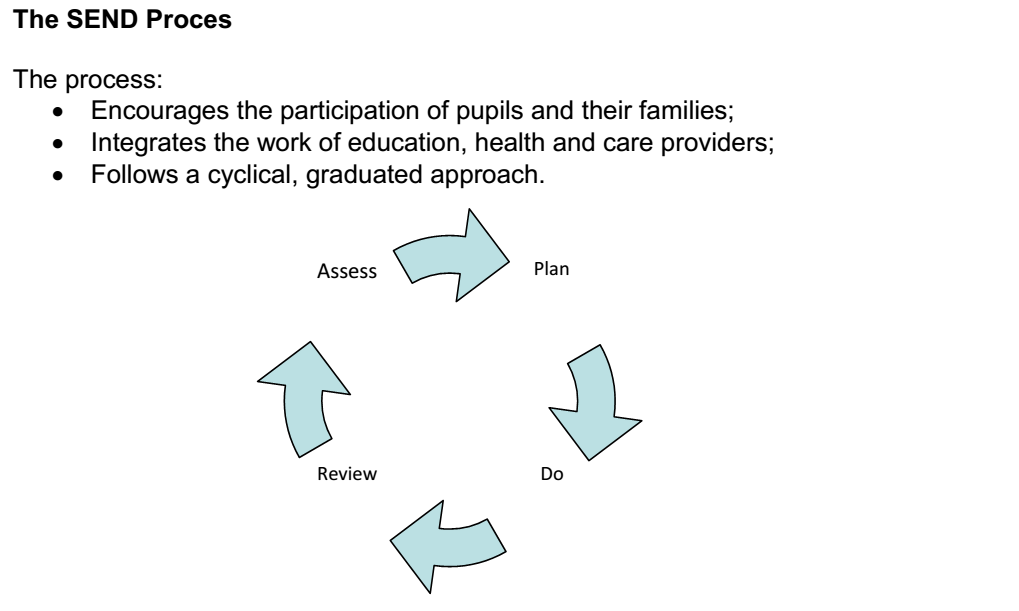 The SEND Proces
The process:
• Encourages the participation of pupils and their families;
• Integrates the work of education, health and care providers;
• Follows a cyclical, graduated approach.
Assess
Plan
Review
Do